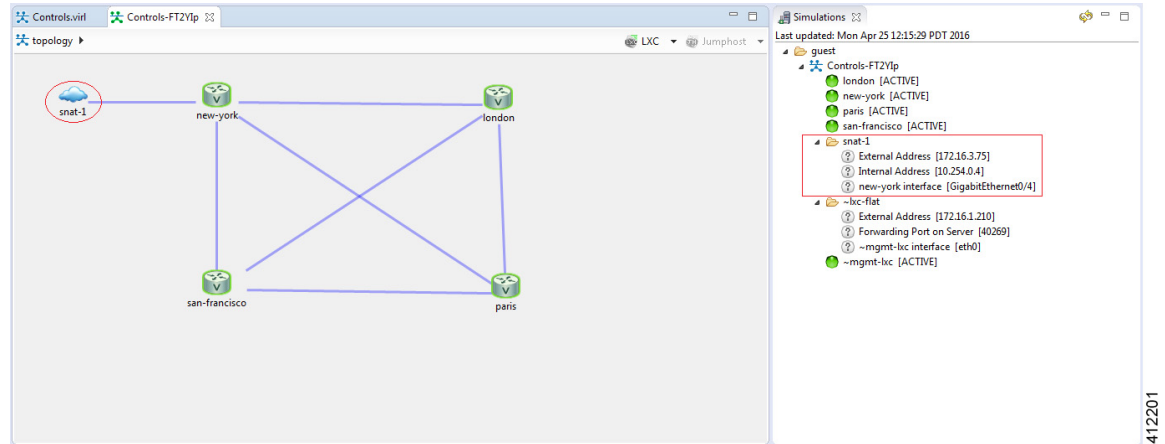 Controls.virl
Controls-FT2YIp
topology
LXC
Jumphost
snat-1
new-york
london
san-francisco
paris
Simulations
Last updated: Mon Apr 25 12:15:29 PDT 2016
guest
Controls-FT2YIp
london [ACTIVE]
new-york [ACTIVE]
paris [ACTIVE]
san-francisco [ACTIVE]
snat-1
External Address [172.16.3.75]
Internal Address [10.254.0.4]
new-york interface [GigabitEthernet0/4]
~lxc-flat
External Address [172.16.1.210]
Forwarding Port on Server [40269]
~mgmt-lxc interface [eth0]
~mgmt-lxc [ACTIVE]
412201